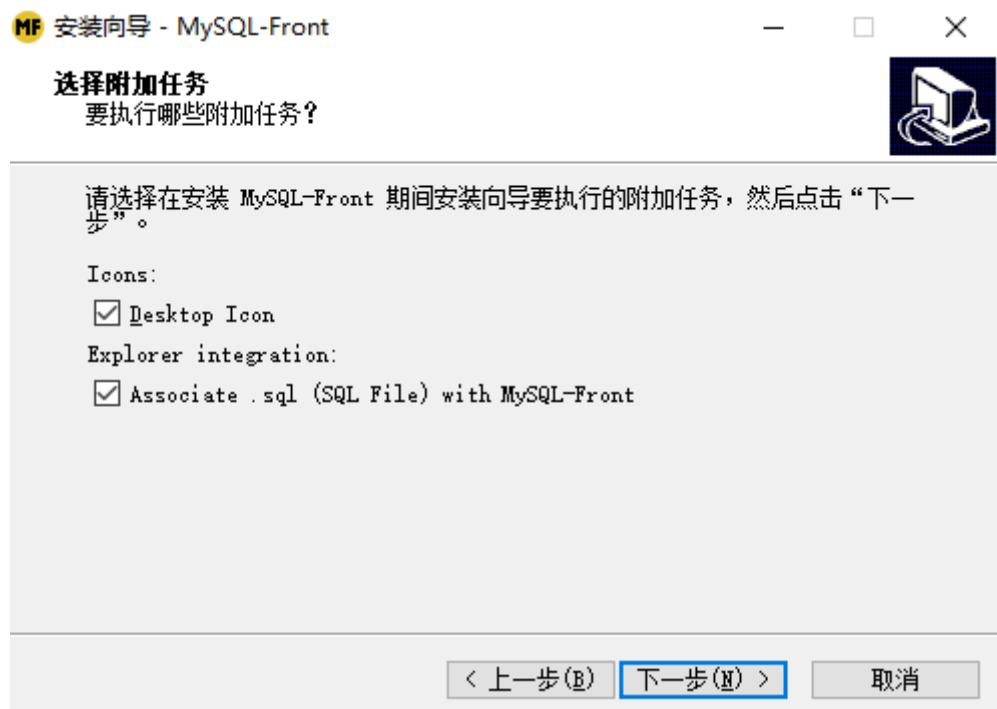 MF 安装向导 - MySQL-Front
选择附加任务
要执行哪些附加任务?
请选择在安装 MySQL-Front 期间安装向导要执行的附加任务，然后点击“下一
步”。
Icons:
Desktop Icon
Explorer integration:
Associate .sql (SQL File) with MySQL-Front
< 上一步(B) 下一步(N) > 取消